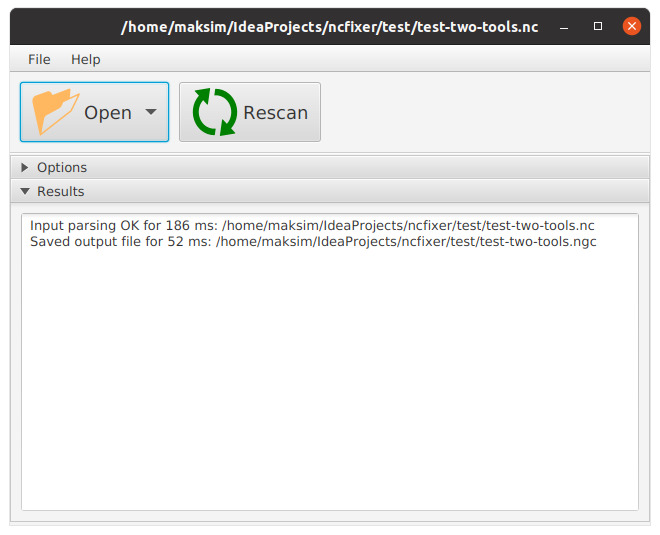 /home/maksim/IdeaProjects/ncfixer/test/test-two-tools.nc
File Help
Open Rescan
Options
Results
Input parsing OK for 186 ms: /home/maksim/IdeaProjects/ncfixer/test/test-two-tools.nc
Saved output file for 52 ms: /home/maksim/IdeaProjects/ncfixer/test/test-two-tools.ngc